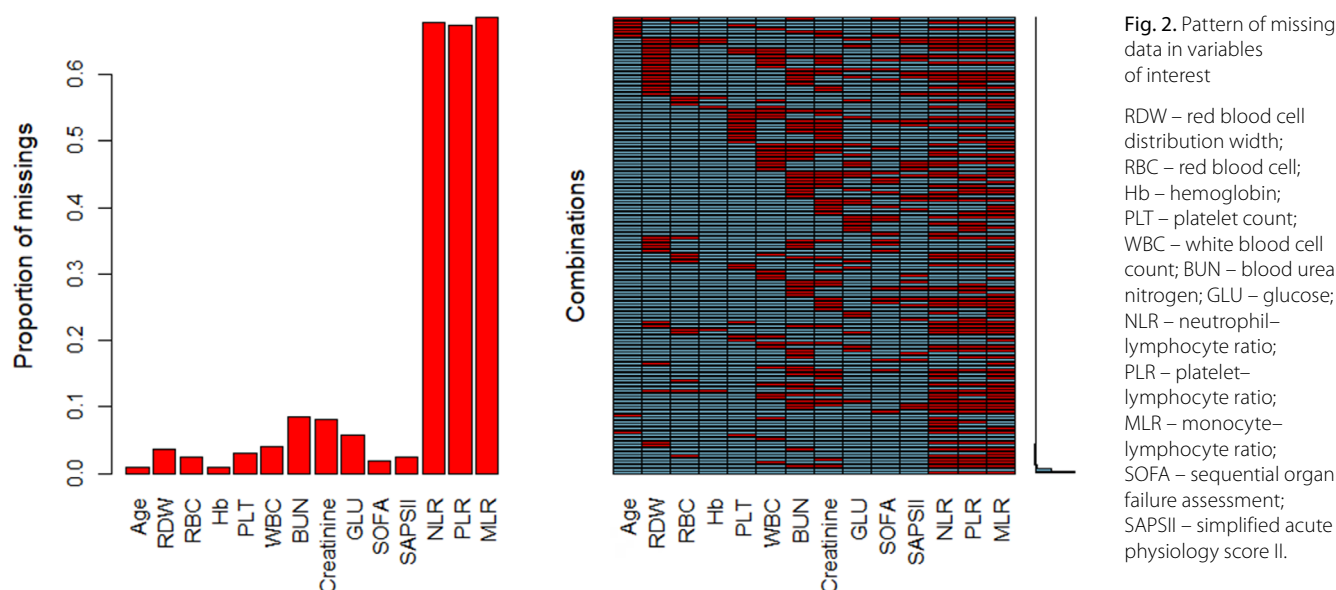 Proportion of missings
0.0
0.1
0.2
0.3
0.4
0.5
0.6
Age
RDW
RBC
Hb
PLT
WBC
BUN
Creatinine
GLU
SOFA
SAPSII
NLR
PLR
MLR
Combinations
Age
RDW
RBC
Hb
PLT
WBC
BUN
Creatinine
GLU
SOFA
SAPSII
NLR
PLR
MLR
Fig. 2. Pattern of missing
data in variables
of interest
RDW – red blood cell
distribution width;
RBC – red blood cell;
Hb – hemoglobin;
PLT – platelet count;
WBC – white blood cell
count; BUN – blood urea
nitrogen; GLU – glucose;
NLR – neutrophil–
lymphocyte ratio;
PLR – platelet–
lymphocyte ratio;
MLR – monocyte–
lymphocyte ratio;
SOFA – sequential organ
failure assessment;
SAPSII – simplified acute
physiology score II.